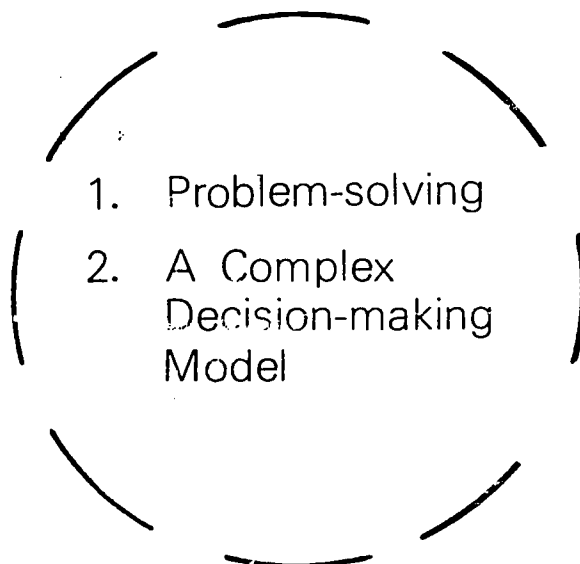 1. Problem-solving
2. A Complex
Decision-making
Model